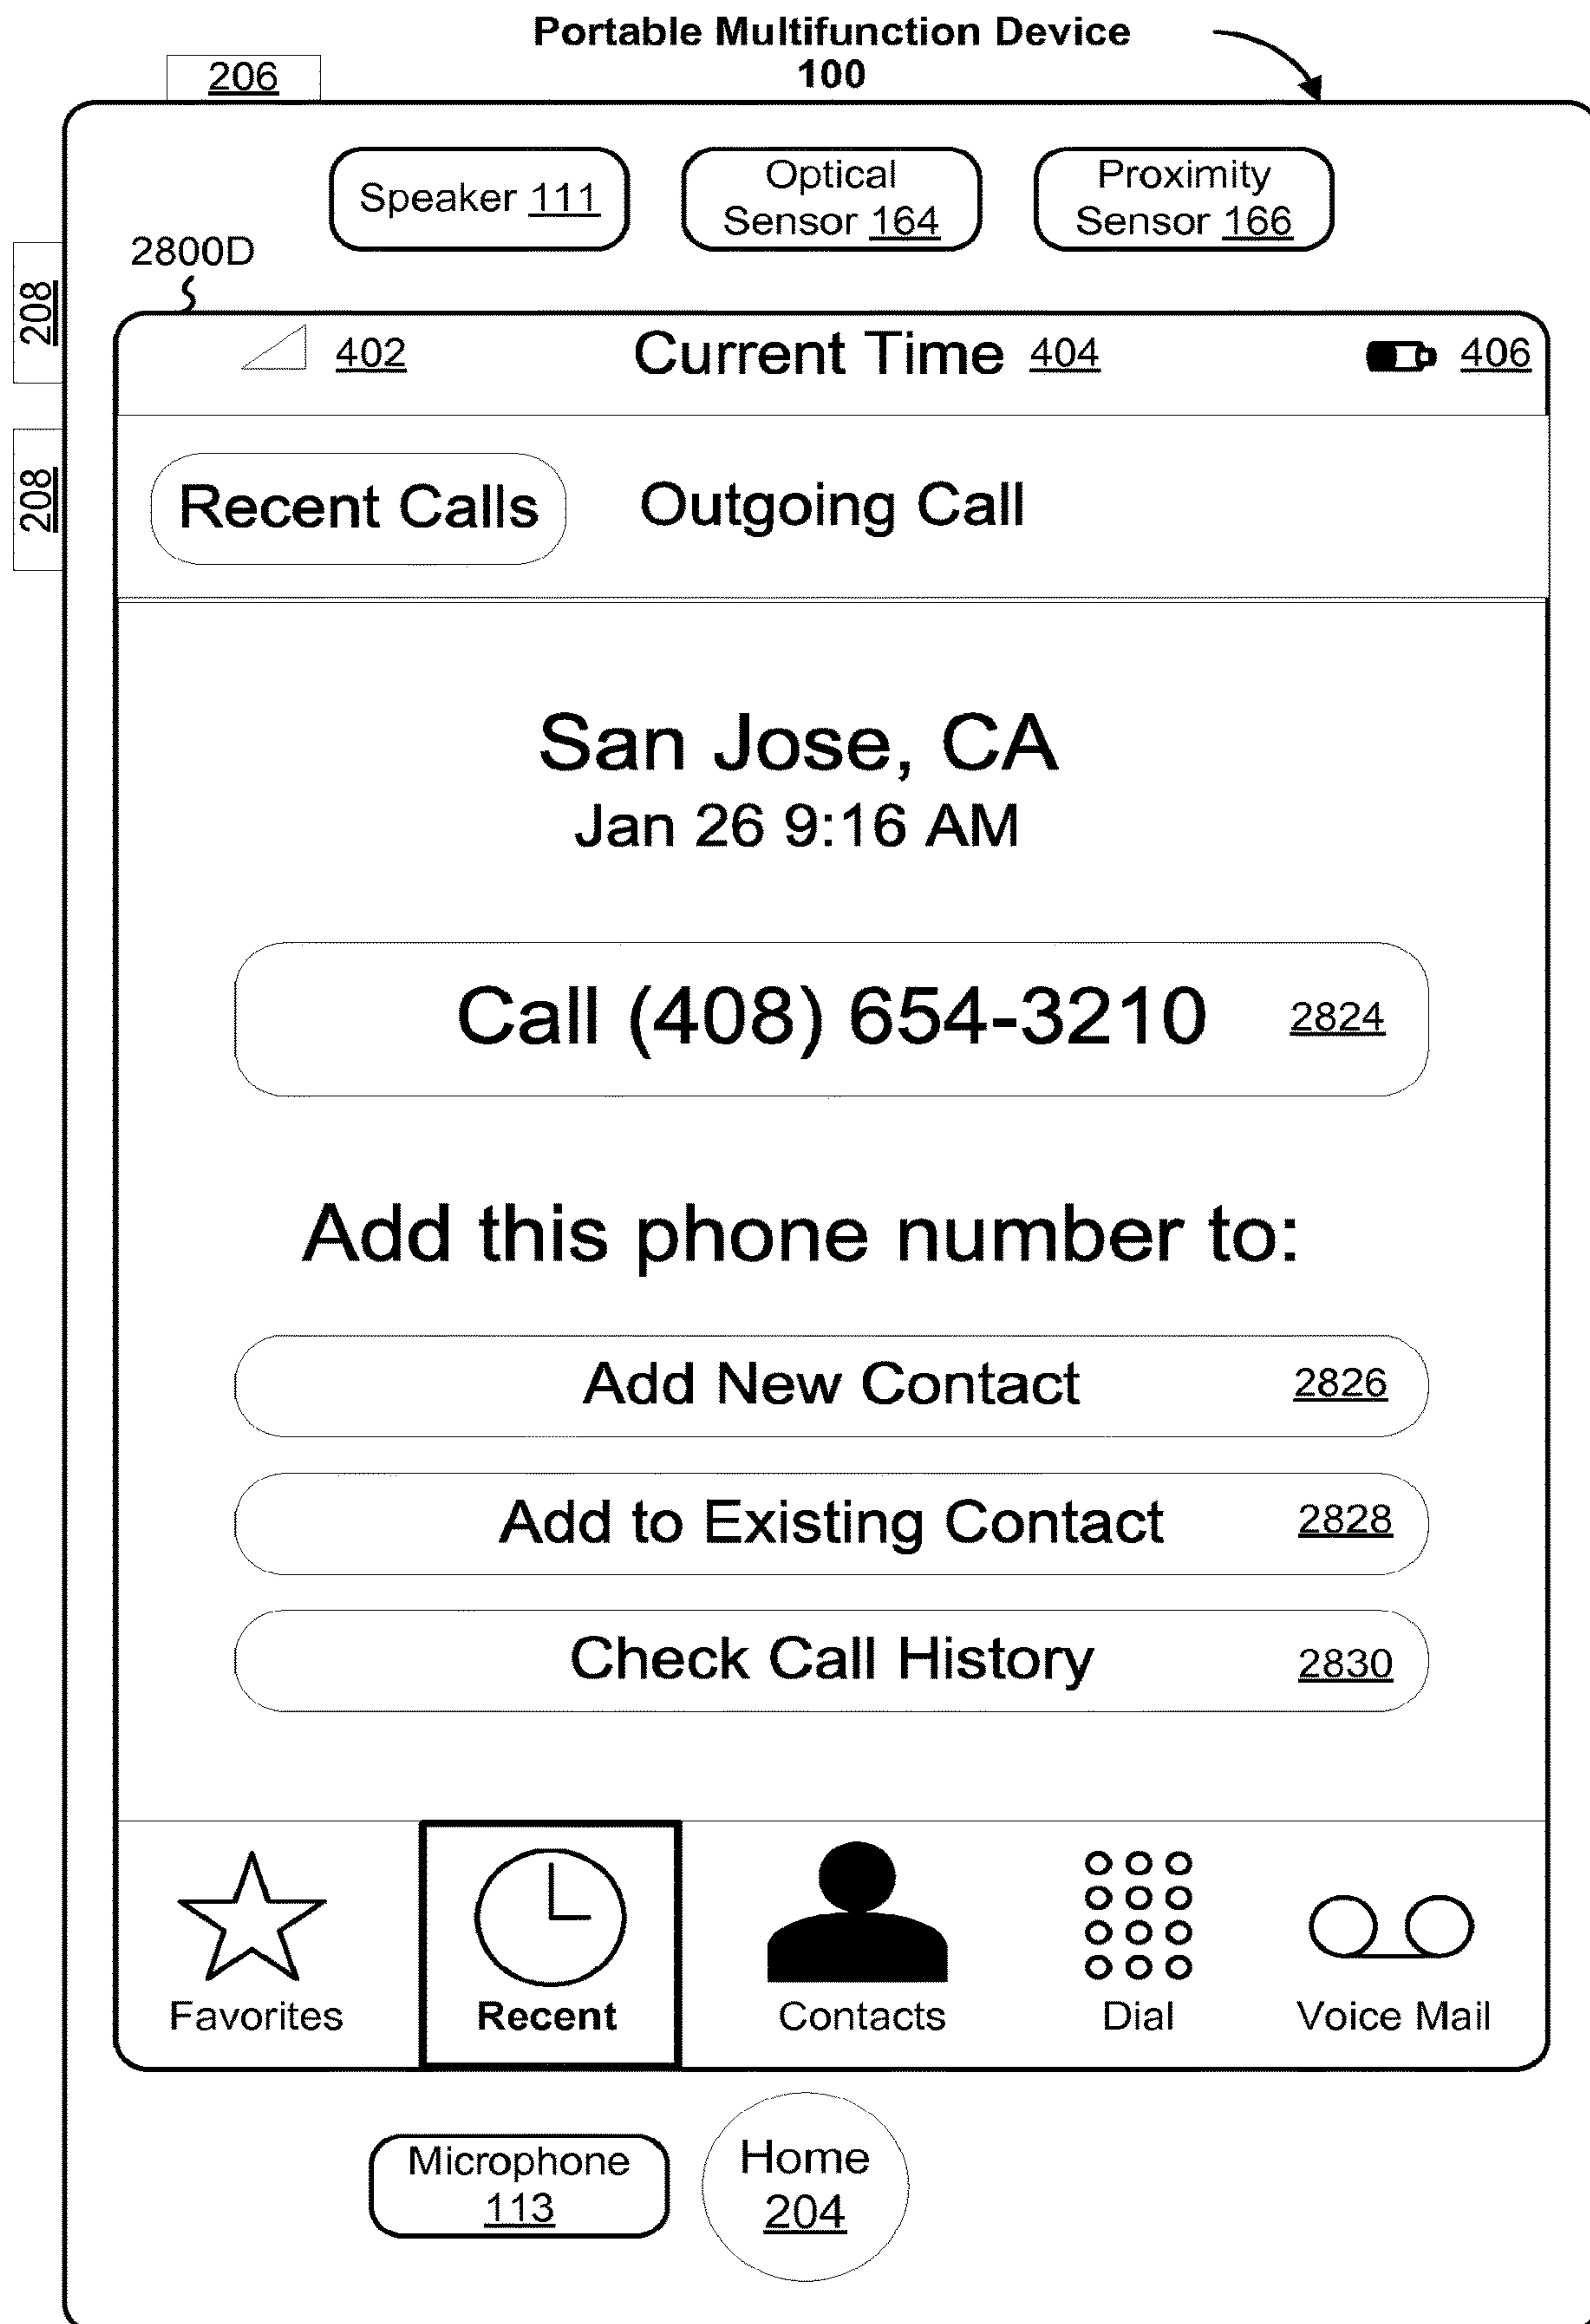 Portable Multifunction Device
100
206
Speaker 111
Optical
Sensor 164
Proximity
Sensor 166
2800D
208
402
Current Time 404
406
208
Recent Calls
Outgoing Call
San Jose, CA
Jan 26 9:16 AM
Call (408) 654-3210
2824
Add this phone number to:
Add New Contact
2826
Add to Existing Contact
2828
Check Call History
2830
Favorites
Recent
Contacts
Dial
Voice Mail
Microphone
113
Home
204